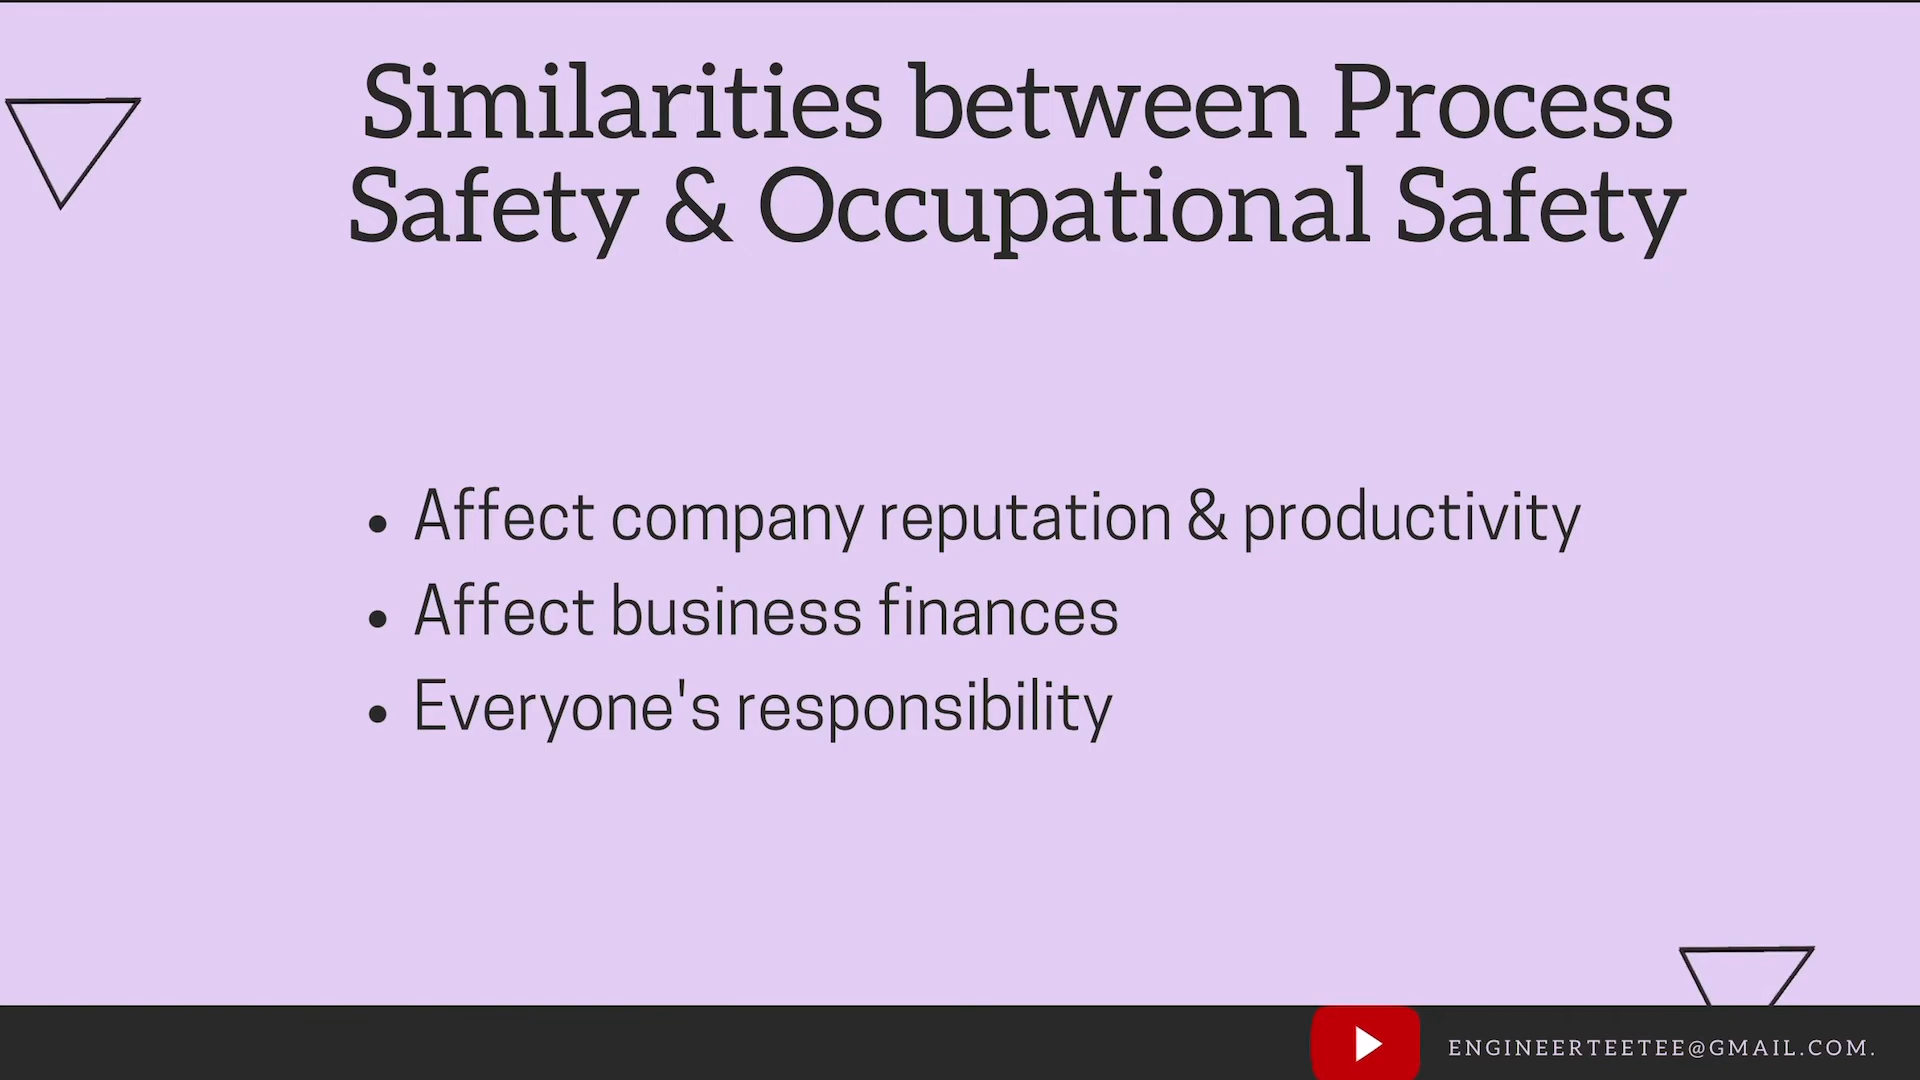 Similarities between Process
Safety & Occupational Safety
• Affect company reputation & productivity
• Affect business finances
• Everyone's responsibility
ENGINEERTEETEE@GMAIL.COM.